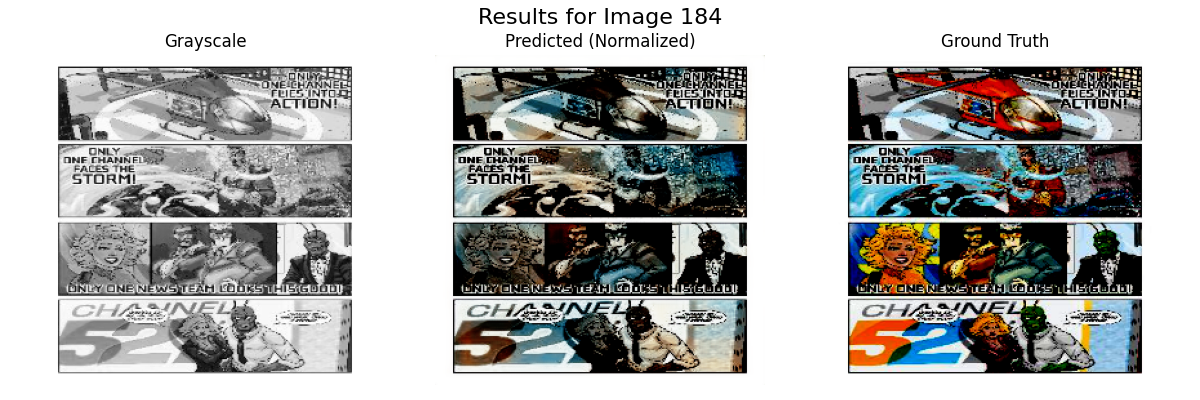 Results for Image 184
Grayscale
ONLY
ONE CHANNEL
FLIES INTO
ACTION!
ONLY
ONE CHANNEL
FACES THE
STORM!
ONLY ONE NEWS TEAM LOOKS THIS GOOD!
CHANNEL
52
Predicted (Normalized)
ONLY
ONE CHANNEL
FLIES INTO
ACTION!
ONLY
ONE CHANNEL
FACES THE
STORM!
ONLY ONE NEWS TEAM LOOKS THIS GOOD!
CHANNEL
52
Ground Truth
ONLY
ONE CHANNEL
FLIES INTO
ACTION!
ONLY
ONE CHANNEL
FACES THE
STORM!
ONLY ONE NEWS TEAM LOOKS THIS GOOD!
CHANNEL
52